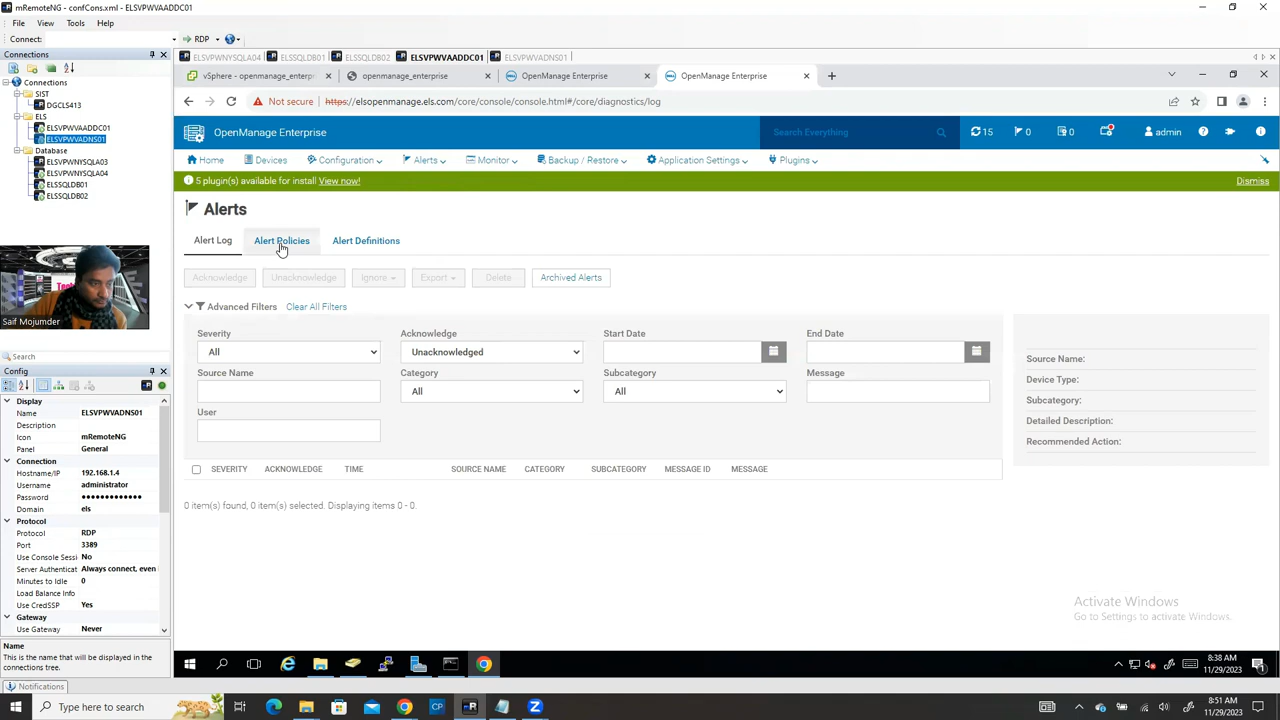 mRemoteNG - confCons.xml - ELSVPWVAADDC01
File View Tools Help
Connect: RDP
Connections
ELSVPWVNYSQLA04 ELSSQLDB01 ELSSQLDB02 ELSVPWVAADDC01 ELSVPWVADNS01
vSphere - openmanage_enterpr openmanage_enterprise OpenManage Enterprise OpenManage Enterprise
Connections
SIST
DGCLS413
ELS
ELSVPWVAADDC01
ELSVPWVADNS01
Database
ELSVPWVNYSQLA03
ELSVPWVNYSQLA04
ELSSQLDB01
ELSSQLDB02
Not secure https://elsopenmanage.els.com/core/console/console.html#/core/diagnostics/log
OpenManage Enterprise Search Everything 15 0 0 admin
Home Devices Configuration Alerts Monitor Backup / Restore Application Settings Plugins
5 plugin(s) available for install View now! Dismiss
Alerts
Alert Log Alert Policies Alert Definitions
Acknowledge Unacknowledge Ignore Export Delete Archived Alerts
Advanced Filters Clear All Filters
Severity Acknowledge Start Date End Date
All Unacknowledged
Source Name Category Subcategory Message
All All
User
Source Name:
Device Type:
Subcategory:
Detailed Description:
Recommended Action:
SEVERITY ACKNOWLEDGE TIME SOURCE NAME CATEGORY SUBCATEGORY MESSAGE ID MESSAGE
0 item(s) found, 0 item(s) selected. Displaying items 0 - 0.
Saif Mojumder
Search
Config
Display
Name ELSVPWVADNS01
Description
Icon mRemoteNG
Panel General
Connection
Hostname/IP 192.168.1.4
Username administrator
Password ●●●●●●●●●●●●●
Domain els
Protocol
Protocol RDP
Port 3389
Use Console Sessi No
Server Authenticat Always connect, even
Minutes to Idle 0
Load Balance Info
Use CredSSP Yes
Gateway
Use Gateway Never
Name
This is the name that will be displayed in the
connections tree.
Notifications
Activate Windows
Go to Settings to activate Windows.
8:38 AM
11/29/2023
Type here to search
8:51 AM
11/29/2023